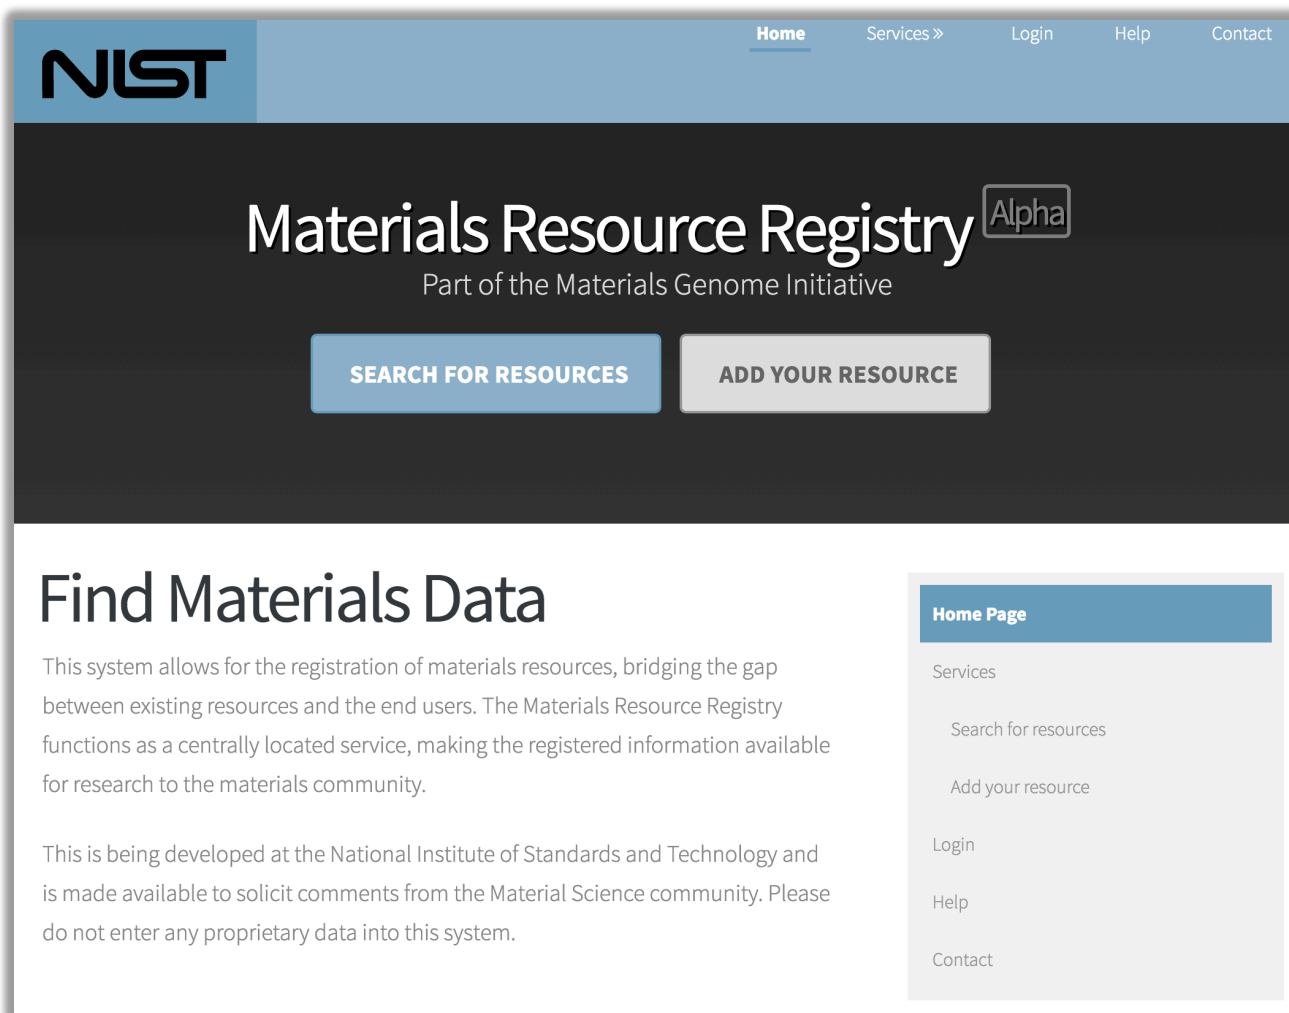 NIST
Home
Services »
Login
Help
Contact
Materials Resource Registry Alpha
Part of the Materials Genome Initiative
SEARCH FOR RESOURCES
ADD YOUR RESOURCE
Find Materials Data
This system allows for the registration of materials resources, bridging the gap
between existing resources and the end users. The Materials Resource Registry
functions as a centrally located service, making the registered information available
for research to the materials community.
This is being developed at the National Institute of Standards and Technology and
is made available to solicit comments from the Material Science community. Please
do not enter any proprietary data into this system.
Home Page
Services
Search for resources
Add your resource
Login
Help
Contact